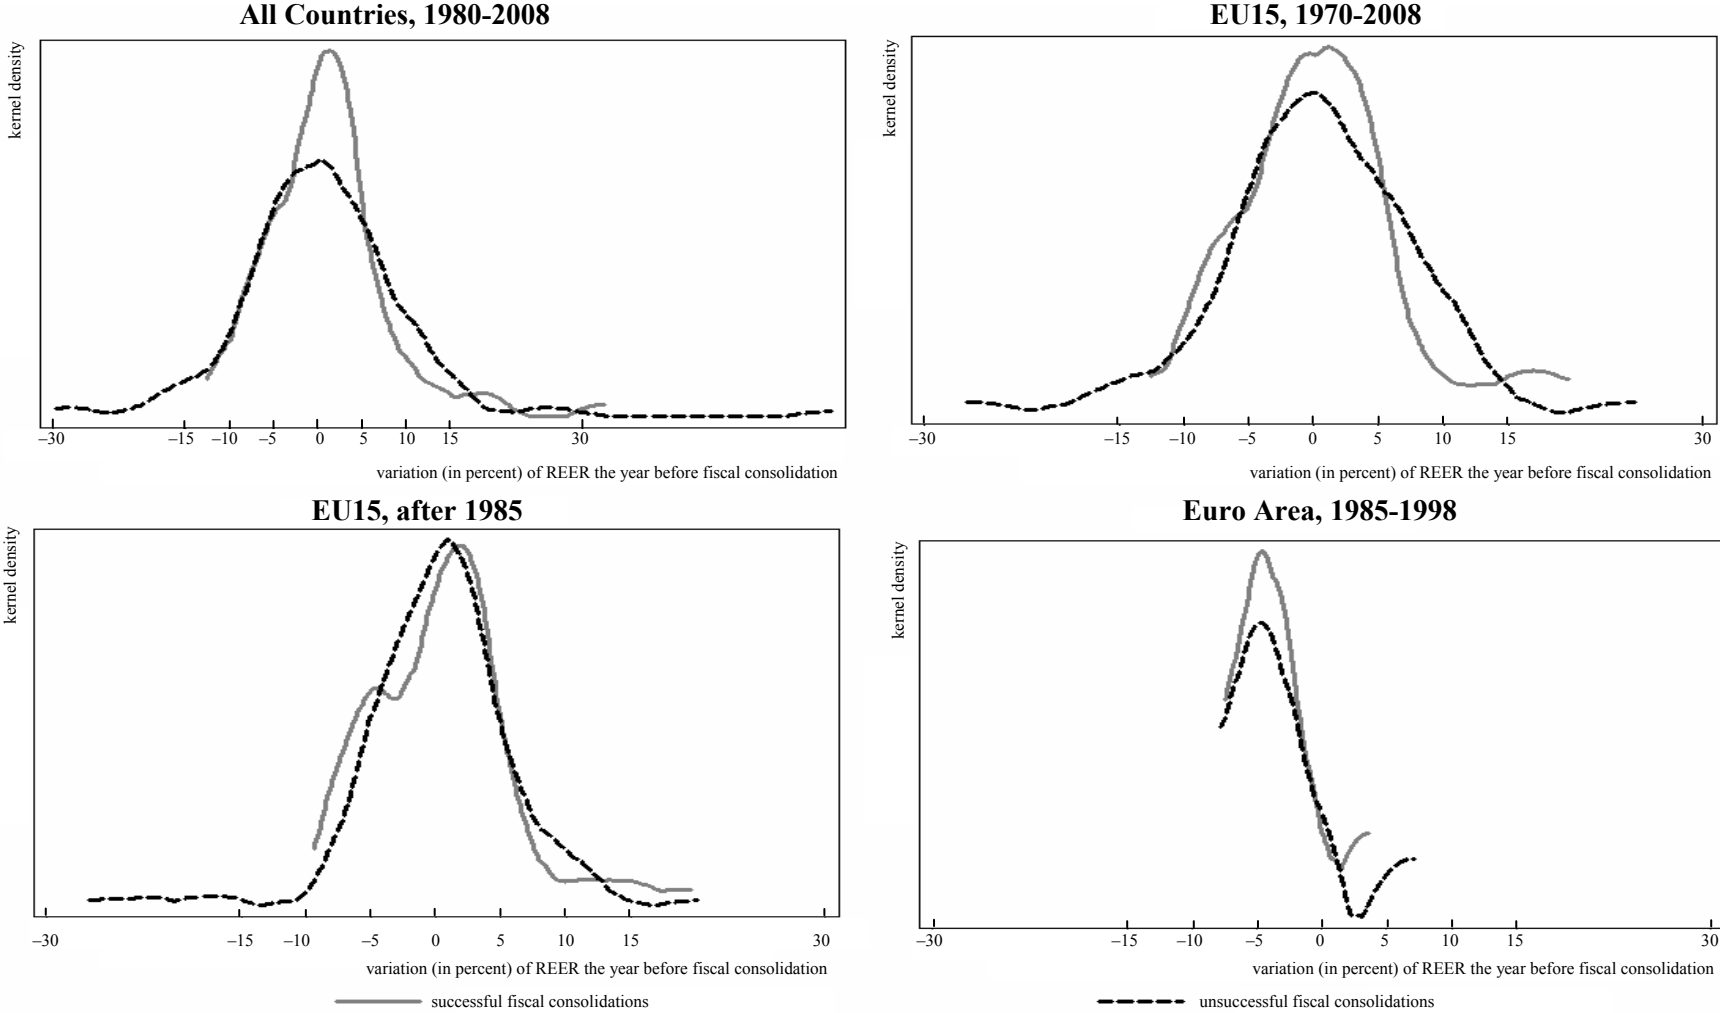 All Countries, 1980-2008
kernel density
–30 –15 –10 –5 0 5 10 15 30
variation (in percent) of REER the year before fiscal consolidation
EU15, 1970-2008
kernel density
–30 –15 –10 –5 0 5 10 15 30
variation (in percent) of REER the year before fiscal consolidation
EU15, after 1985
kernel density
–30 –15 –10 –5 0 5 10 15 30
variation (in percent) of REER the year before fiscal consolidation
Euro Area, 1985-1998
kernel density
–30 –15 –10 –5 0 5 10 15 30
variation (in percent) of REER the year before fiscal consolidation
successful fiscal consolidations
unsuccessful fiscal consolidations